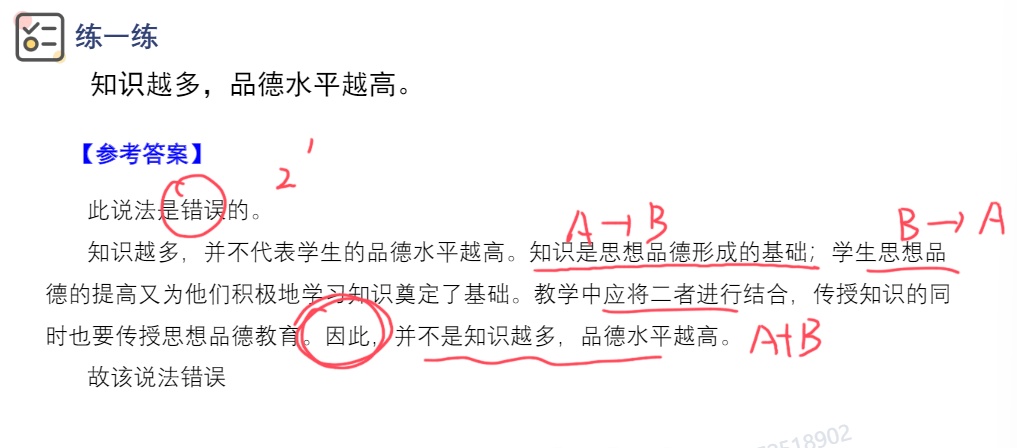 练一练
知识越多，品德水平越高。
【参考答案】
2'
此说法是错误的。
A→B
B→A
知识越多，并不代表学生的品德水平越高。知识是思想品德形成的基础；学生思想品
德的提高又为他们积极地学习知识奠定了基础。教学中应将二者进行结合，传授知识的同
时也要传授思想品德教育。因此，并不是知识越多，品德水平越高。
A+B
故该说法错误